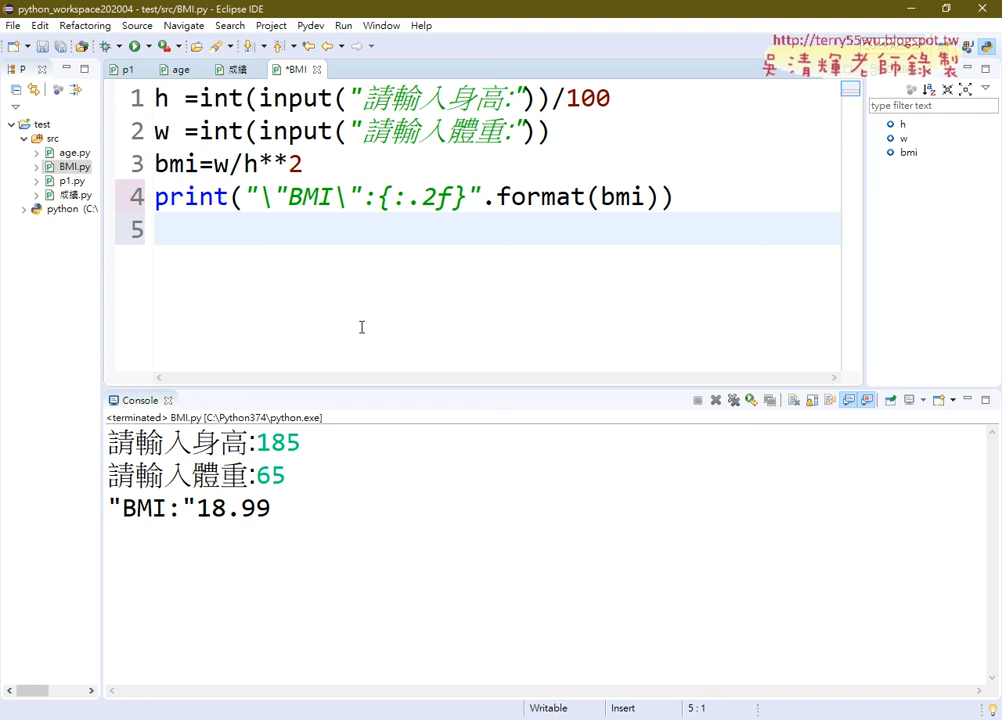 python_workspace202004 - test/src/BMI.py - Eclipse IDE
File Edit Refactoring Source Navigate Search Project Pydev Run Window Help
http://terry55wu.blogspot.tw
吳清輝老師錄製
P
p1 age 成績 *BMI
type filter text
test
src
age.py
BMI.py
p1.py
成績.py
python (C:\
1 h =int(input("請輸入身高:"))/100
2 w =int(input("請輸入體重:"))
3 bmi=w/h**2
4 print("\"BMI\":{:.2f}".format(bmi))
5
h
w
bmi
Console
<terminated> BMI.py [C:\Python374\python.exe]
請輸入身高:185
請輸入體重:65
"BMI:"18.99
Writable Insert 5 : 1